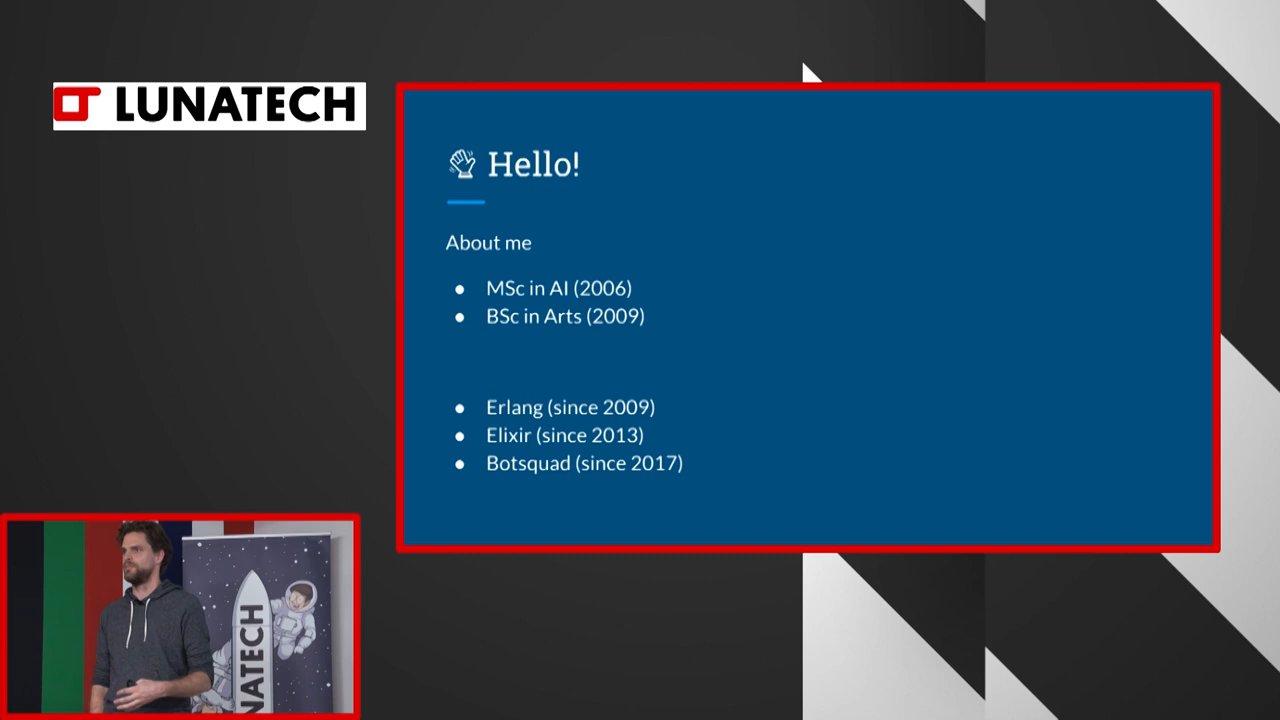 LUNATECH
👋 Hello!
About me
● MSc in AI (2006)
● BSc in Arts (2009)
● Erlang (since 2009)
● Elixir (since 2013)
● Botsquad (since 2017)
NATECH